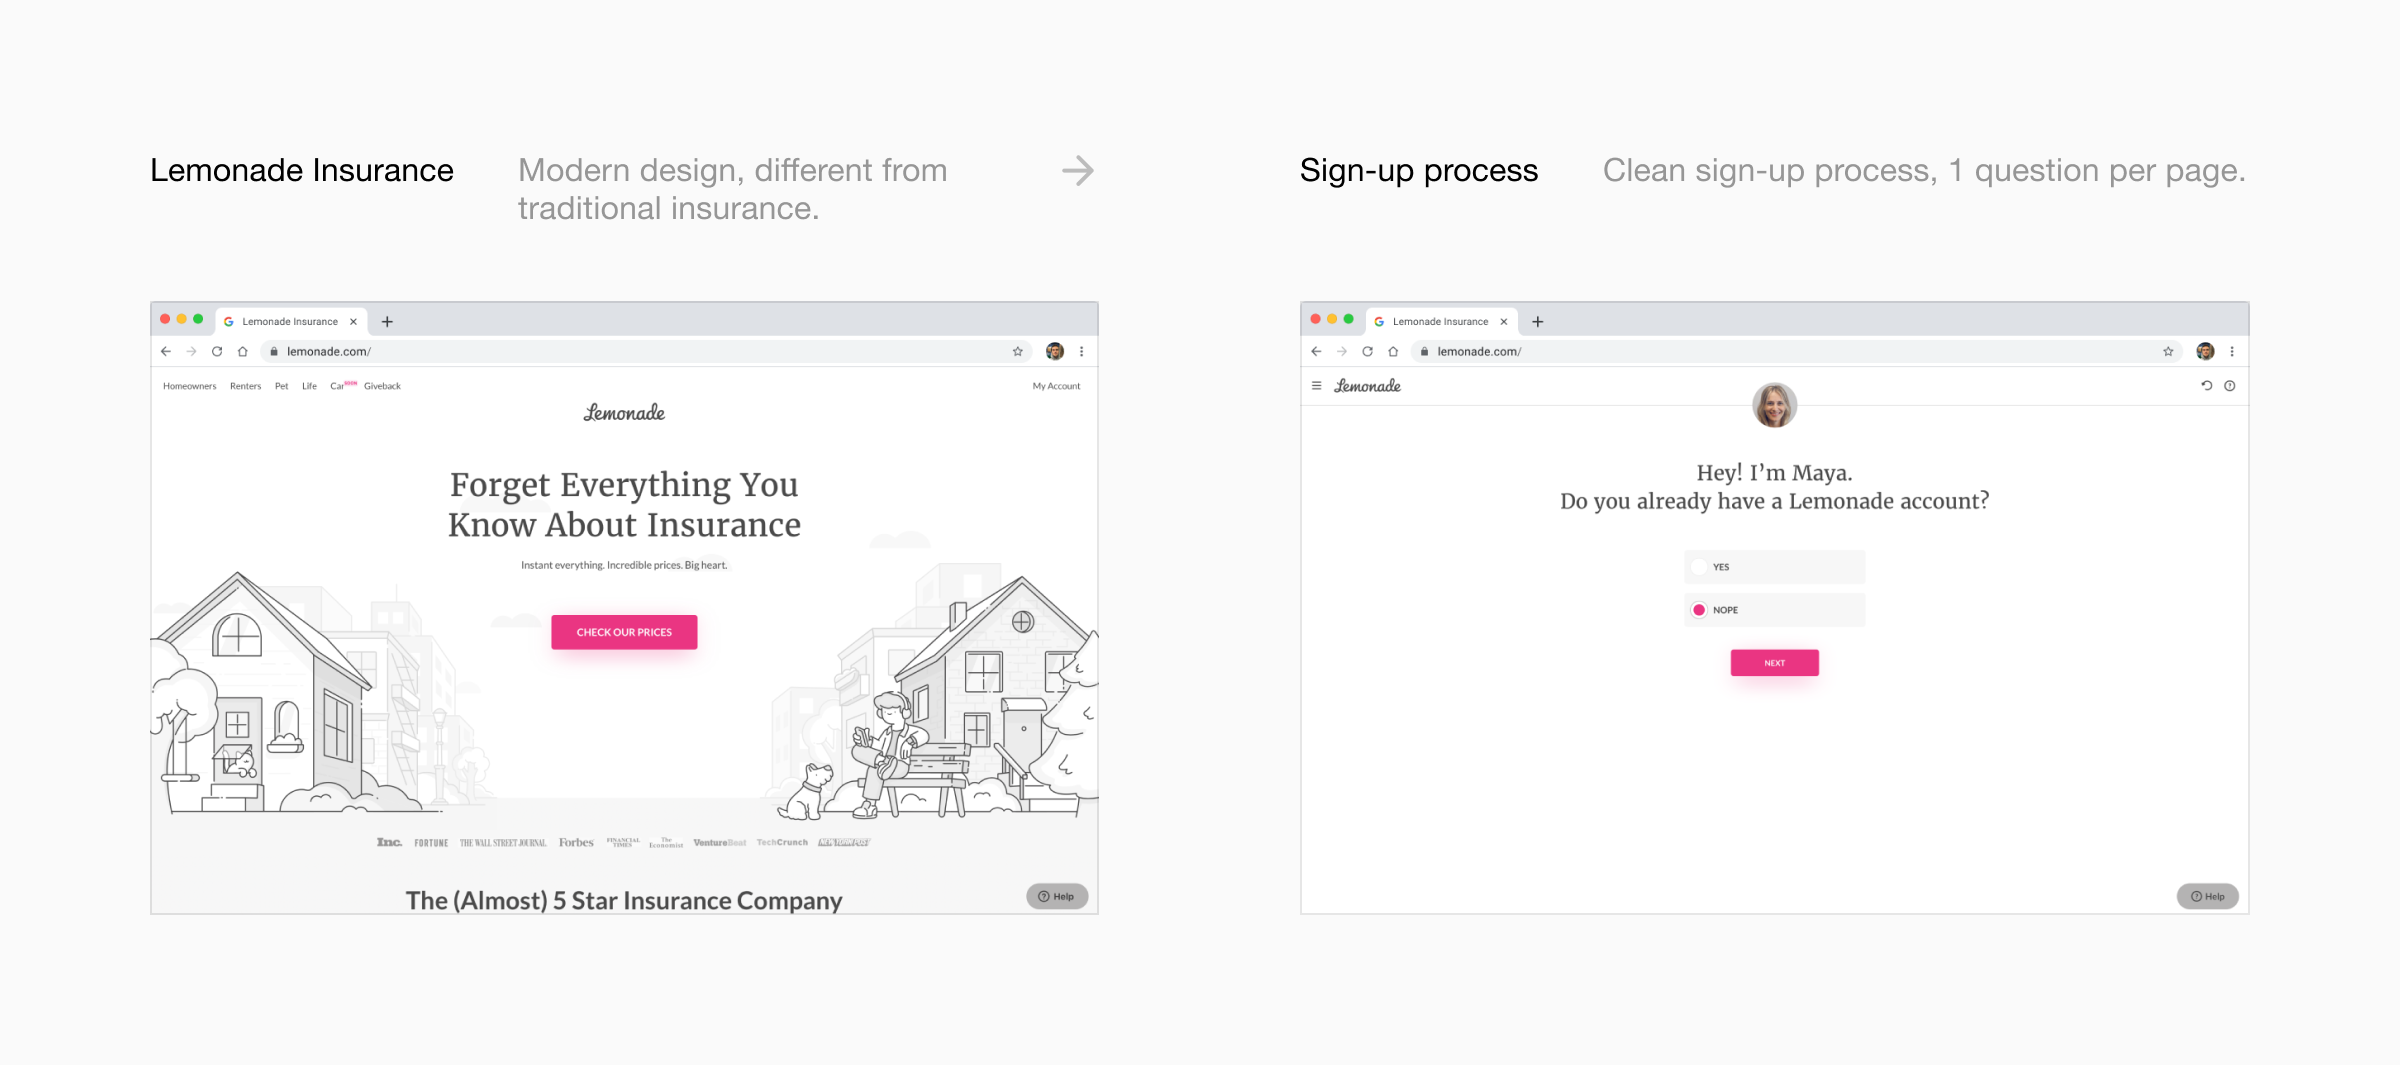 Lemonade Insurance
Modern design, different from
traditional insurance.
Sign-up process
Clean sign-up process, 1 question per page.
Lemonade Insurance
lemonade.com/
Homeowners Renters Pet Life Car SOON Giveback
My Account
Lemonade
Forget Everything You
Know About Insurance
Instant everything. Incredible prices. Big heart.
CHECK OUR PRICES
Inc. FORTUNE THE WALL STREET JOURNAL Forbes FINANCIAL TIMES The Economist VentureBeat TechCrunch NEW YORK POST
The (Almost) 5 Star Insurance Company
Help
Lemonade Insurance
lemonade.com/
Lemonade
Hey! I'm Maya.
Do you already have a Lemonade account?
YES
NOPE
NEXT
Help